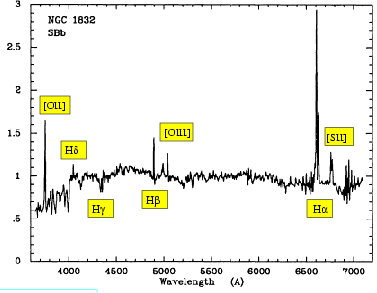 3
NGC 1832
SBb
2.5
2
[OII]
[OIII]
[SII]
1.5
Hδ
1
Hγ
Hβ
Hα
.5
0
4000 4500 5000 5500 6000 6500 7000
Wavelength (A)